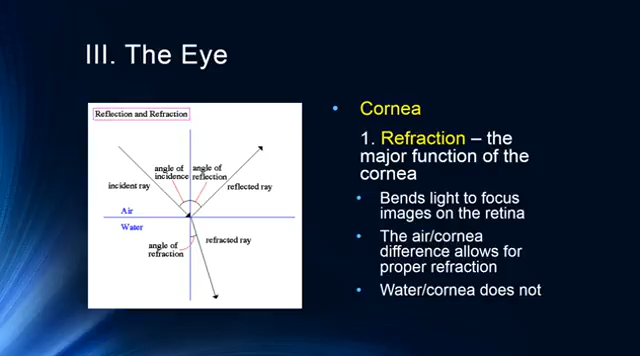 III. The Eye
Reflection and Refraction
angle of
incidence
angle of
reflection
incident ray
reflected ray
Air
Water
angle of
refraction
refracted ray
• Cornea
1. Refraction – the
major function of the
cornea
• Bends light to focus
images on the retina
• The air/cornea
difference allows for
proper refraction
• Water/cornea does not